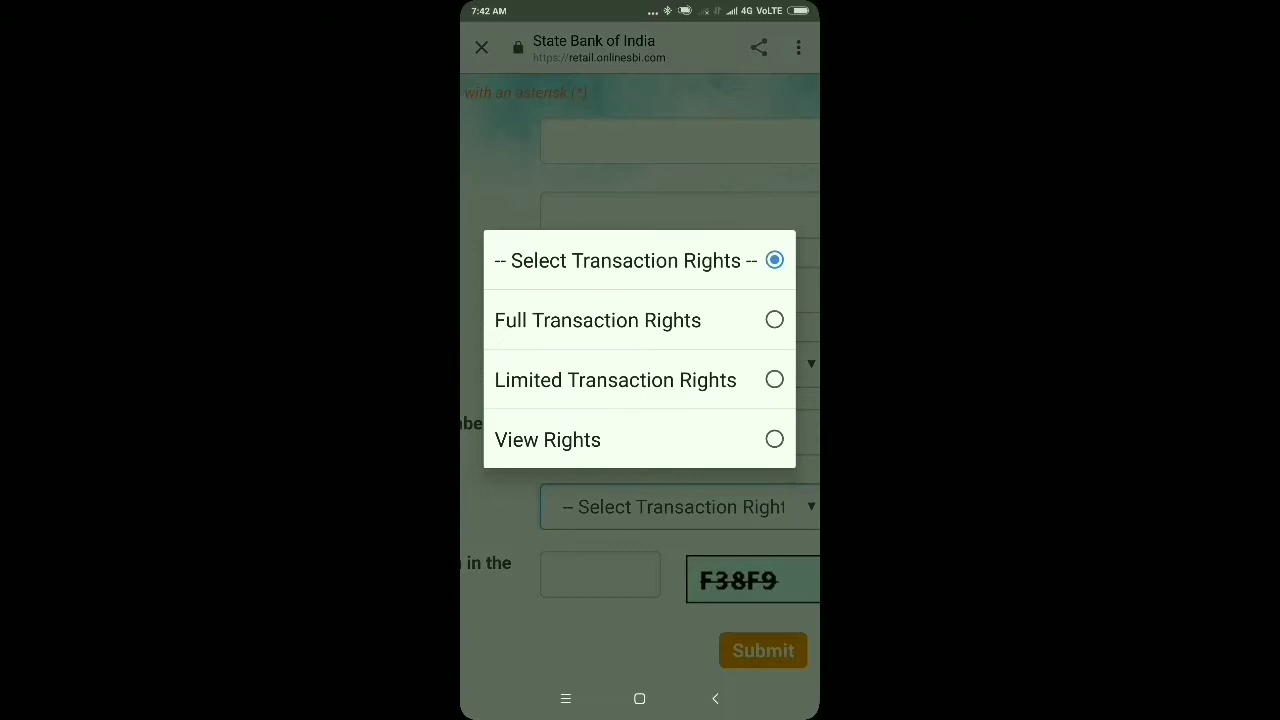 7:42 AM
4G VoLTE
State Bank of India
https://retail.onlinesbi.com
with an asterisk (*)
-- Select Transaction Rights --
Full Transaction Rights
Limited Transaction Rights
View Rights
-- Select Transaction Right
in the
F38F9
Submit